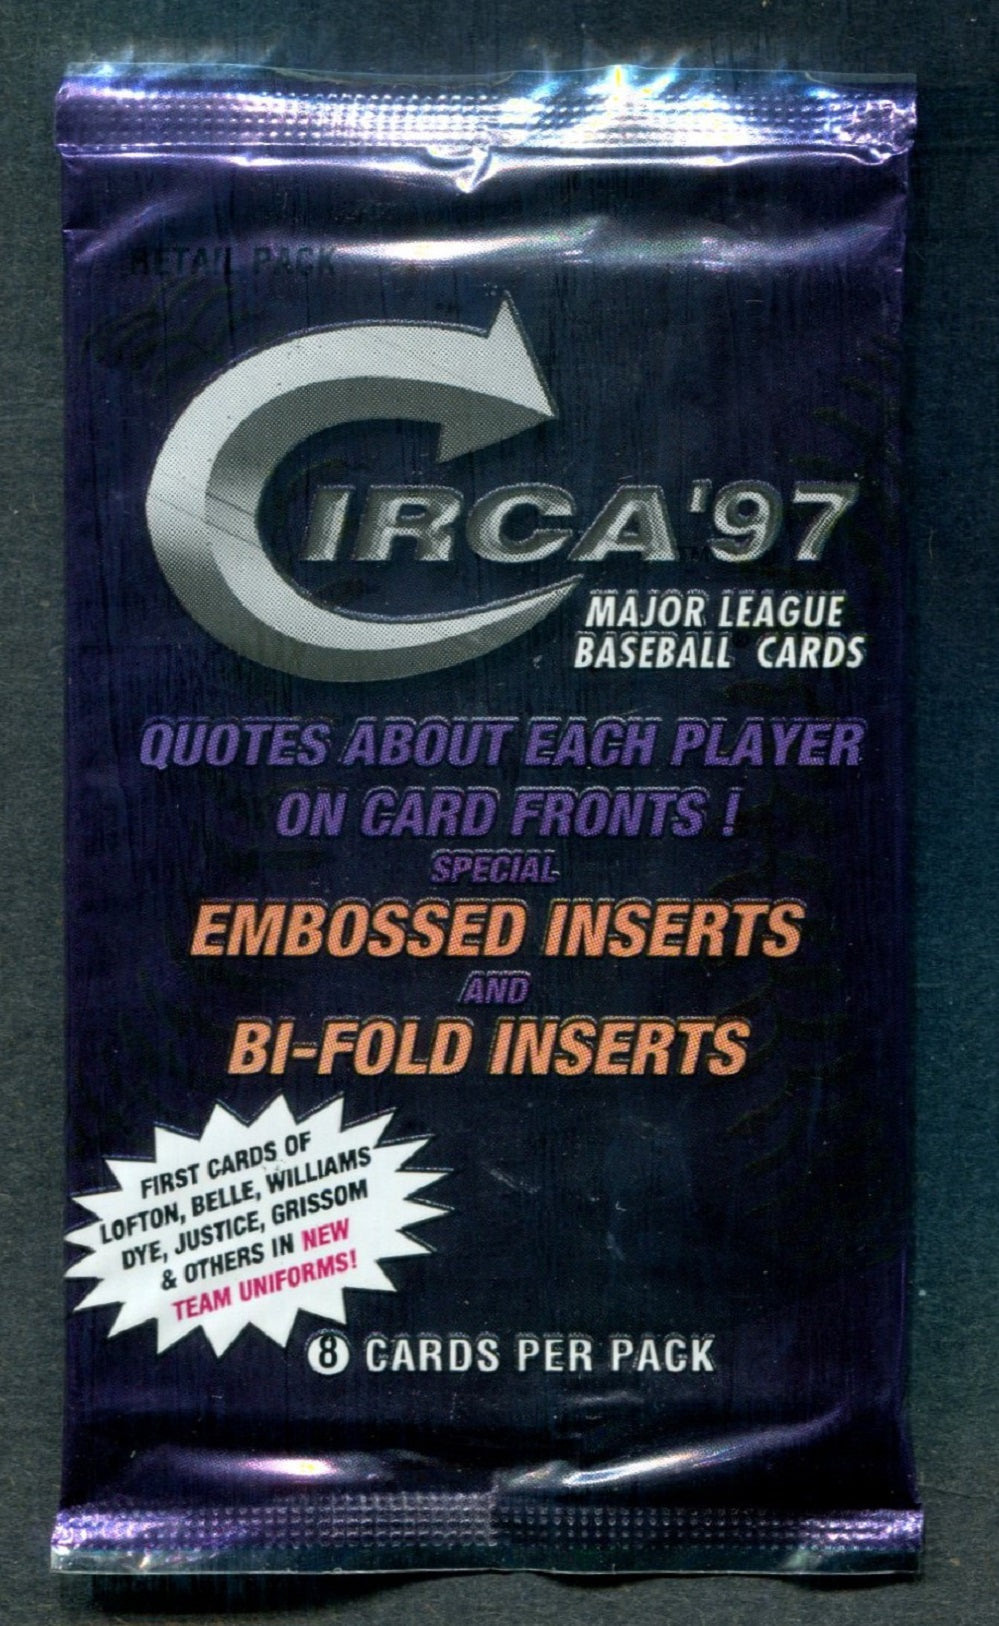 RETAIL PACK
CIRCA '97
MAJOR LEAGUE
BASEBALL CARDS
QUOTES ABOUT EACH PLAYER
ON CARD FRONTS !
SPECIAL
EMBOSSED INSERTS
AND
BI-FOLD INSERTS
FIRST CARDS OF
LOFTON, BELLE, WILLIAMS
DYE, JUSTICE, GRISSOM
& OTHERS IN NEW
TEAM UNIFORMS!
8 CARDS PER PACK